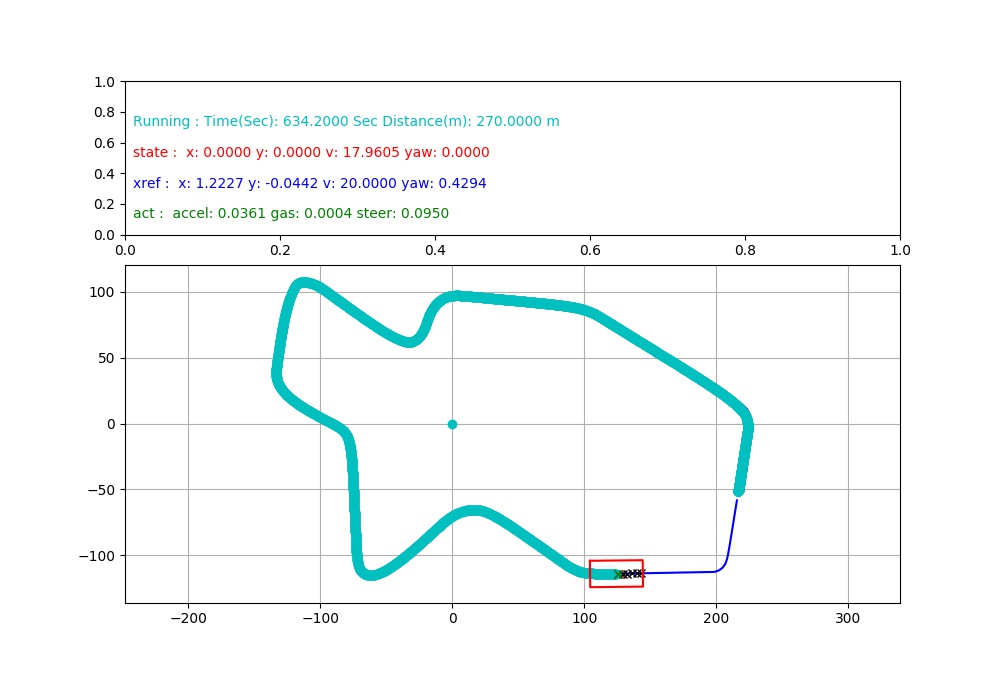 1.0
0.8
0.6
0.4
0.2
0.0
Running : Time(Sec): 634.2000 Sec Distance(m): 270.0000 m
state :  x: 0.0000 y: 0.0000 v: 17.9605 yaw: 0.0000
xref :  x: 1.2227 y: -0.0442 v: 20.0000 yaw: 0.4294
act :  accel: 0.0361 gas: 0.0004 steer: 0.0950
0.0 0.2 0.4 0.6 0.8 1.0
100
50
0
−50
−100
−200 −100 0 100 200 300